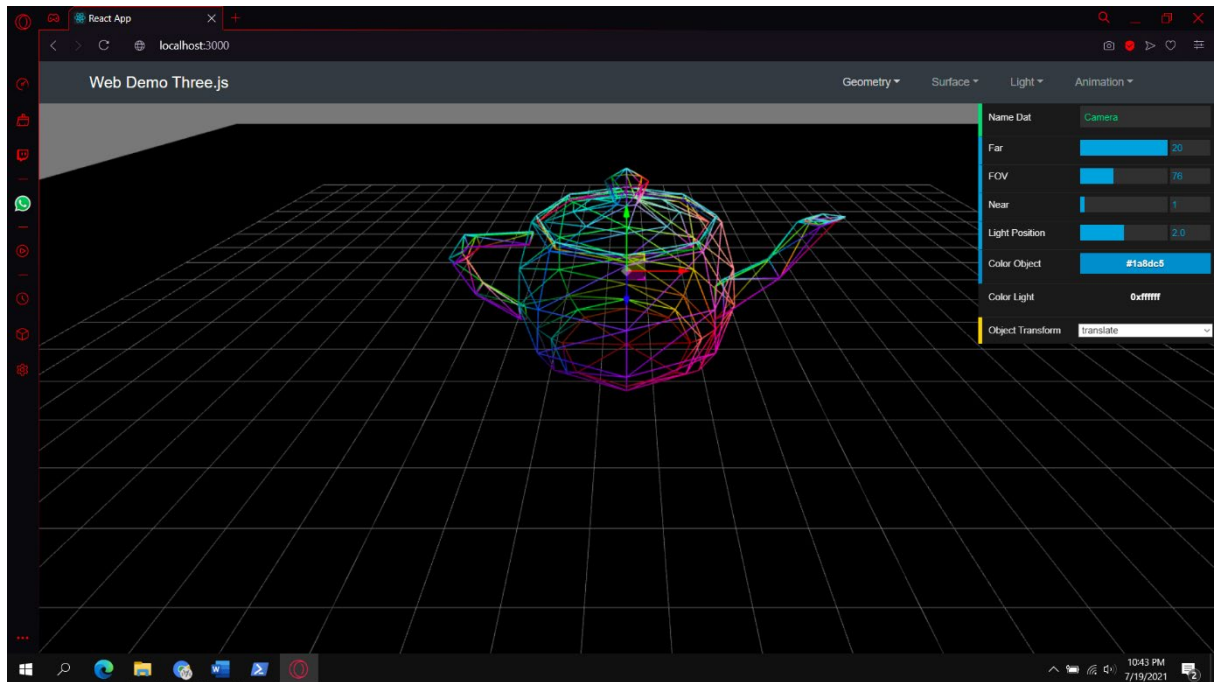 React App
localhost:3000
Web Demo Three.js
Geometry
Surface
Light
Animation
Name Dat
Camera
Far
20
FOV
78
Near
1
Light Position
2.0
Color Object
#1a8dc5
Color Light
0xffffff
Object Transform
translate
10:43 PM
7/19/2021
2